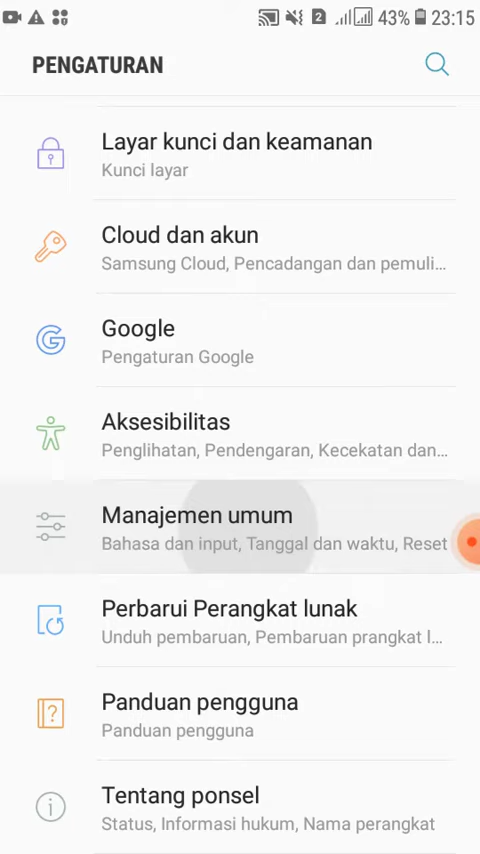 2 43% 23:15
PENGATURAN
Layar kunci dan keamanan
Kunci layar
Cloud dan akun
Samsung Cloud, Pencadangan dan pemuli...
Google
Pengaturan Google
Aksesibilitas
Penglihatan, Pendengaran, Kecekatan dan...
Manajemen umum
Bahasa dan input, Tanggal dan waktu, Reset
Perbarui Perangkat lunak
Unduh pembaruan, Pembaruan prangkat l...
Panduan pengguna
Panduan pengguna
Tentang ponsel
Status, Informasi hukum, Nama perangkat